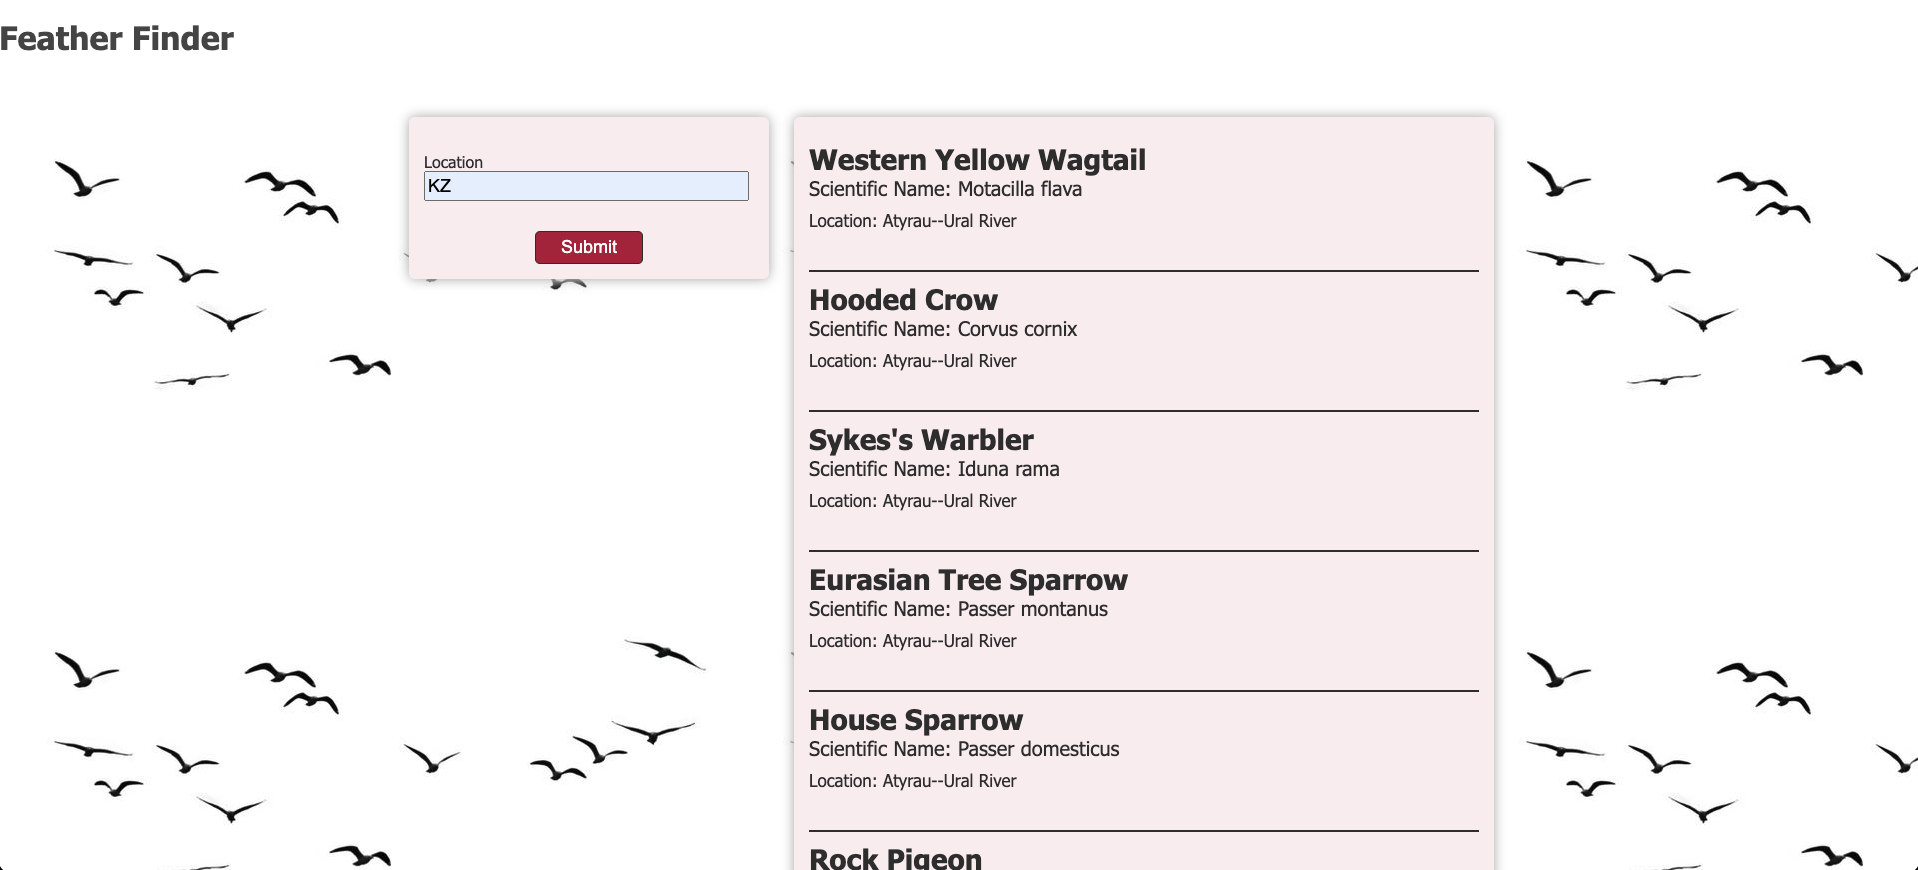 Feather Finder
Location
KZ
Submit
Western Yellow Wagtail
Scientific Name: Motacilla flava
Location: Atyrau--Ural River
Hooded Crow
Scientific Name: Corvus cornix
Location: Atyrau--Ural River
Sykes's Warbler
Scientific Name: Iduna rama
Location: Atyrau--Ural River
Eurasian Tree Sparrow
Scientific Name: Passer montanus
Location: Atyrau--Ural River
House Sparrow
Scientific Name: Passer domesticus
Location: Atyrau--Ural River
Rock Pigeon